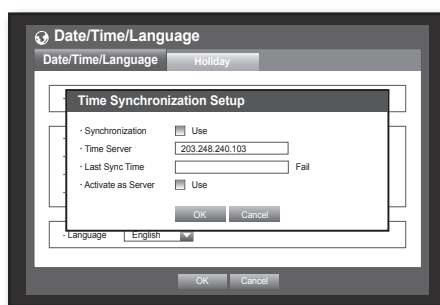 Date/Time/Language
Date/Time/Language Holiday
Time Synchronization Setup
· Synchronization Use
· Time Server 203.248.240.103
· Last Sync Time Fail
· Activate as Server Use
OK Cancel
· Language English
OK Cancel